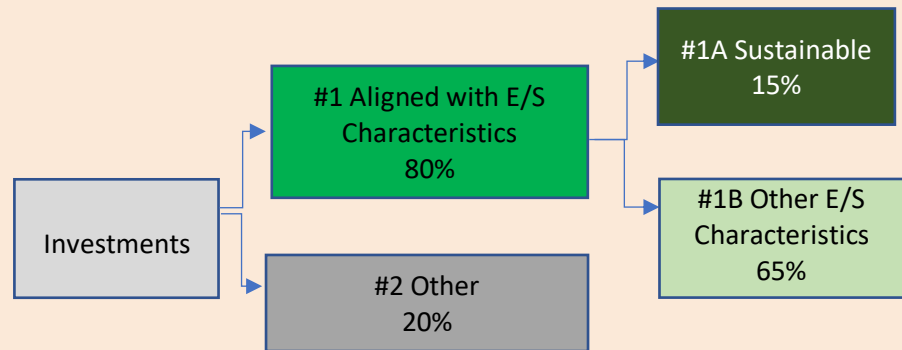 Investments
#1 Aligned with E/S
Characteristics
80%
#2 Other
20%
#1A Sustainable
15%
#1B Other E/S
Characteristics
65%